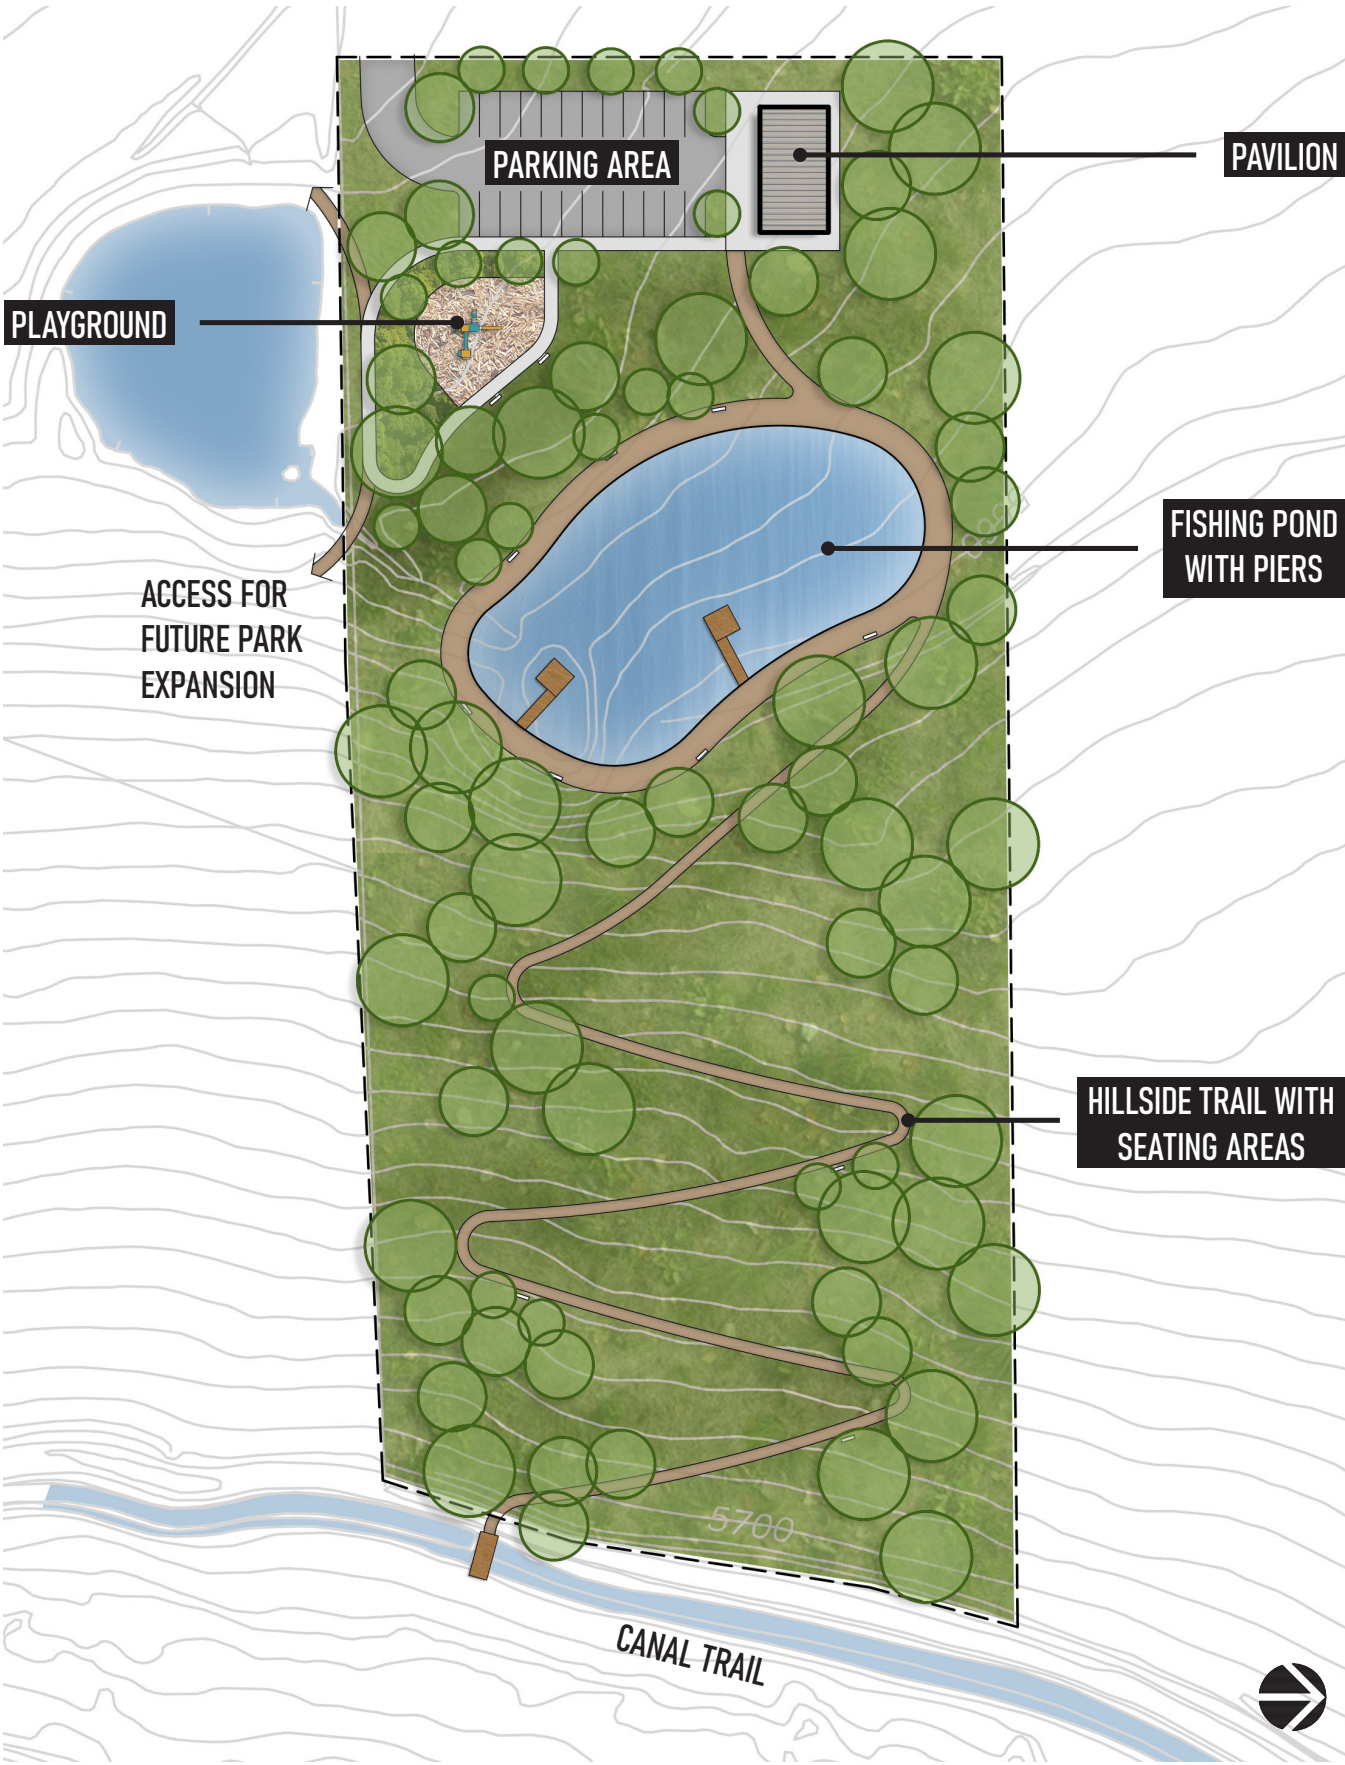 PARKING AREA
PAVILION
PLAYGROUND
FISHING POND
WITH PIERS
ACCESS FOR
FUTURE PARK
EXPANSION
HILLSIDE TRAIL WITH
SEATING AREAS
5700
CANAL TRAIL